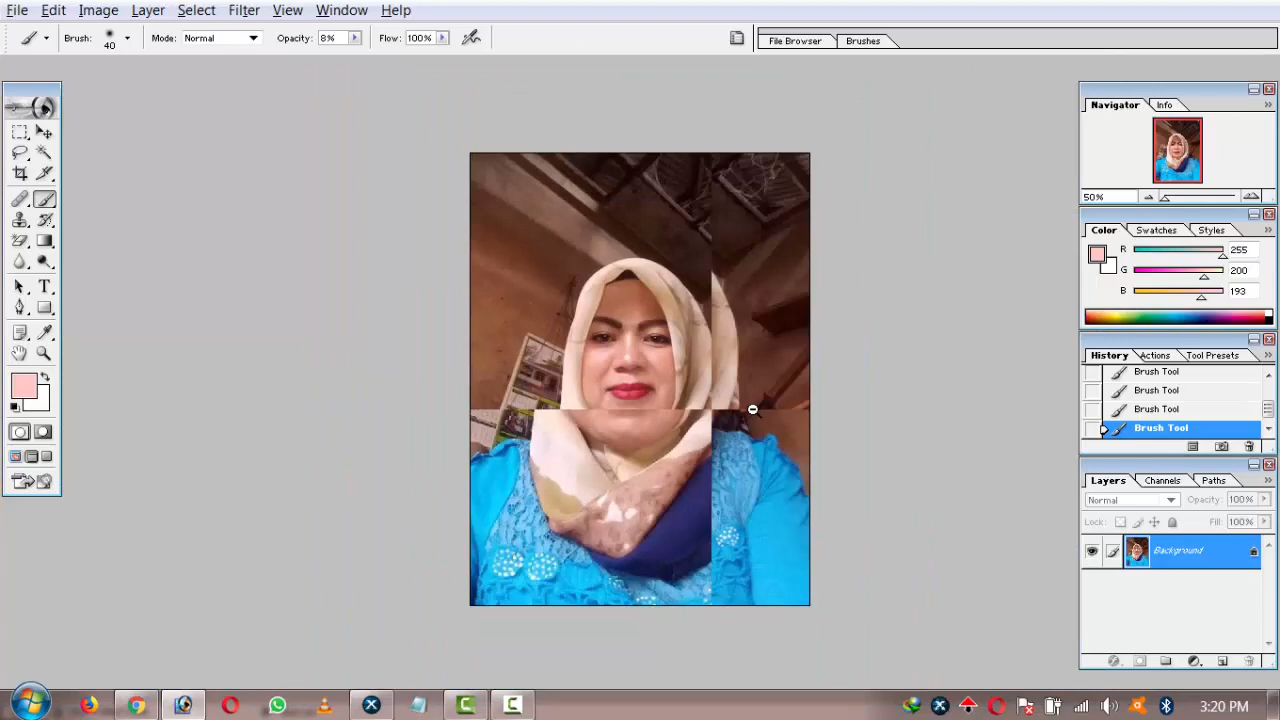 File Edit Image Layer Select Filter View Window Help
Brush: 40 Mode: Normal Opacity: 8% Flow: 100% File Browser Brushes
Navigator Info
50%
Color Swatches Styles
R 255
G 200
B 193
History Actions Tool Presets
Brush Tool
Brush Tool
Brush Tool
Brush Tool
Layers Channels Paths
Normal Opacity: 100%
Lock: Fill: 100%
Background
3:20 PM